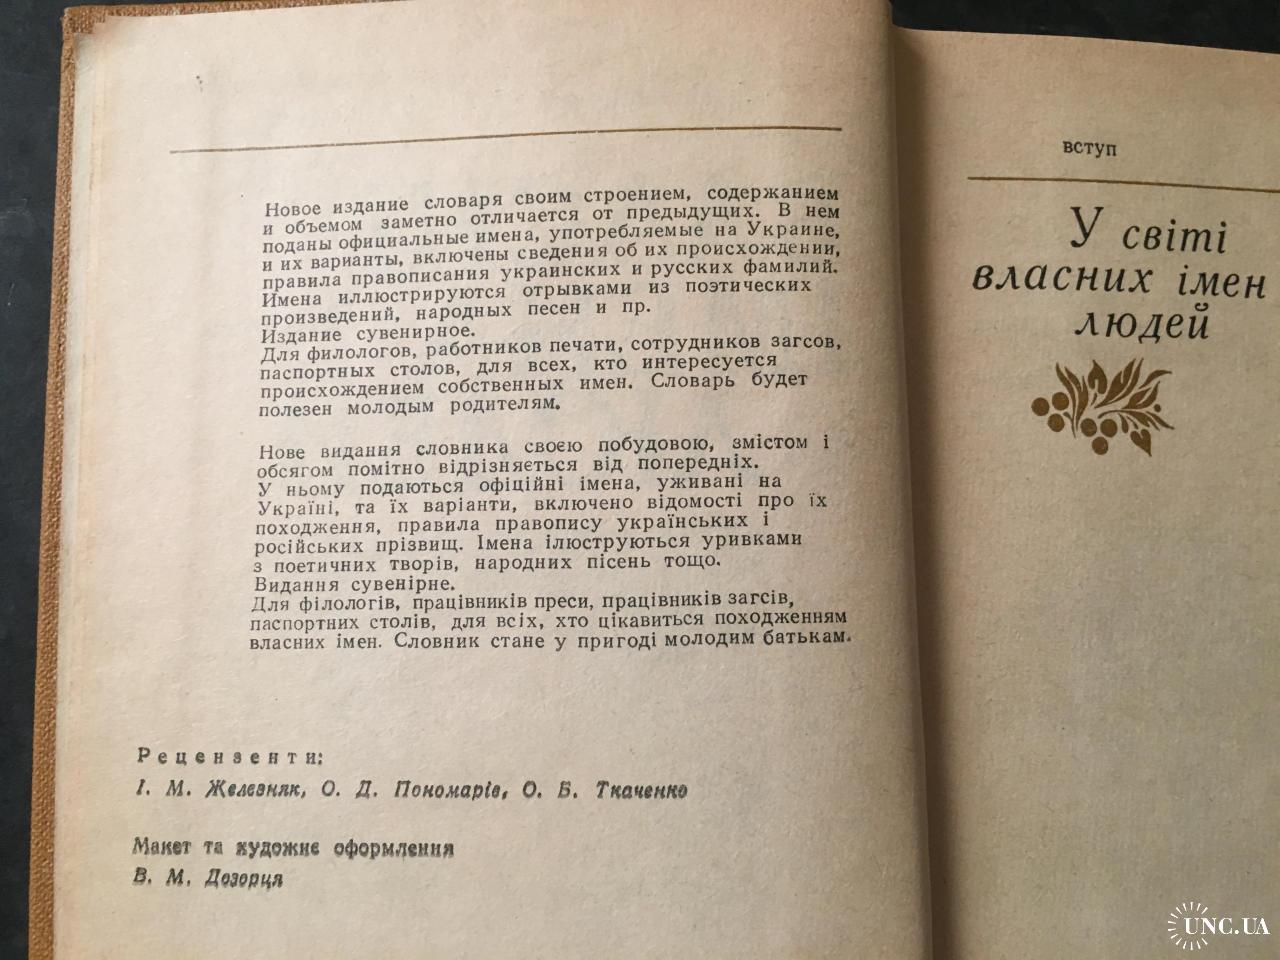 Новое издание словаря своим строением, содержанием
и объемом заметно отличается от предыдущих. В нем
поданы официальные имена, употребляемые на Украине,
и их варианты, включены сведения об их происхождении,
правила правописания украинских и русских фамилий.
Имена иллюстрируются отрывками из поэтических
произведений, народных песен и пр.
Издание сувенирное.
Для филологов, работников печати, сотрудников загсов,
паспортных столов, для всех, кто интересуется
происхождением собственных имен. Словарь будет
полезен молодым родителям.
Нове видання словника своєю побудовою, змістом і
обсягом помітно відрізняється від попередніх.
У ньому подаються офіційні імена, уживані на
Україні, та їх варіанти, включено відомості про їх
походження, правила правопису українських і
російських прізвищ. Імена ілюструються уривками
з поетичних творів, народних пісень тощо.
Видання сувенірне.
Для філологів, працівників преси, працівників загсів,
паспортних столів, для всіх, хто цікавиться походженням
власних імен. Словник стане у пригоді молодим батькам.
Рецензенти:
І. М. Железняк, О. Д. Пономарів, О. Б. Ткаченко
Макет та художнє оформлення
В. М. Дозорця
вступ
У світі
власних імен
людей
UNC.UA